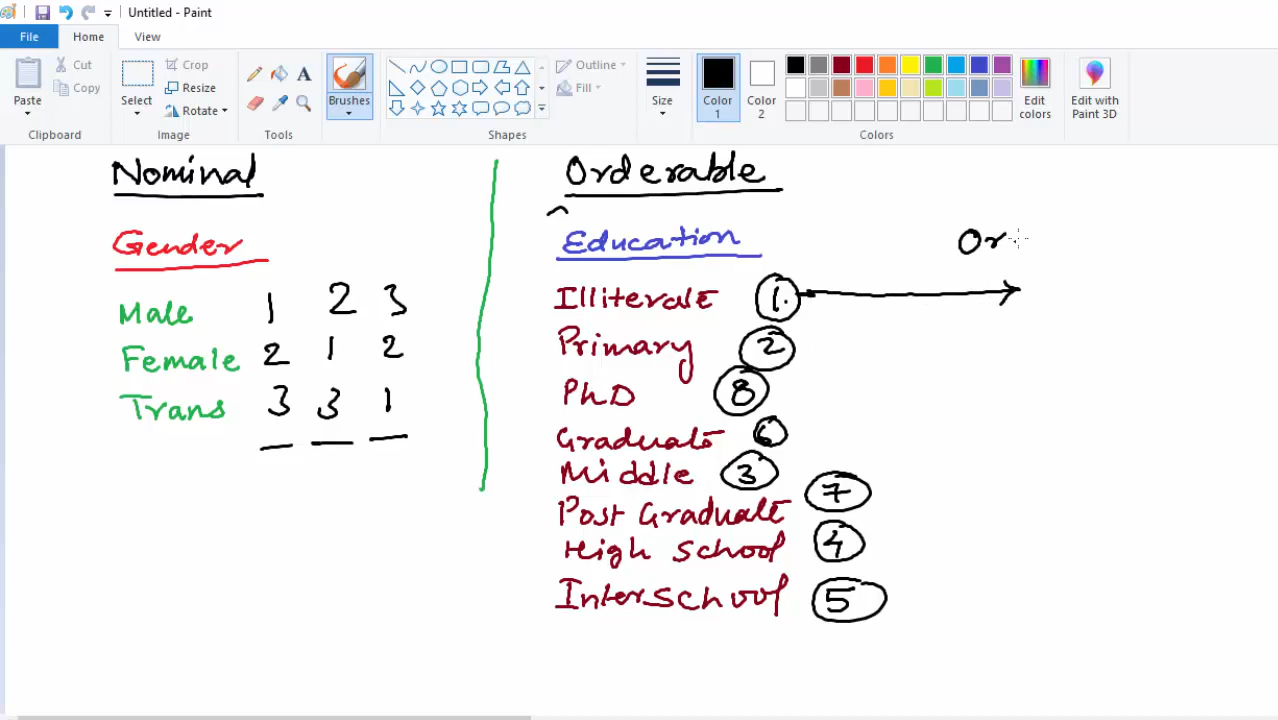 Untitled - Paint
File Home View
Paste
Cut
Copy
Clipboard
Select
Crop
Resize
Rotate
Image
Tools
Brushes
Shapes
Outline
Fill
Size
Color 1
Color 2
Colors
Edit colors
Edit with Paint 3D
Nominal
Gender
Male 1 2 3
Female 2 1 2
Trans 3 3 1
Orderable
Education
Or
Illiterate 1.
Primary 2
PhD 8
Graduate 6
Middle 3
Post Graduate 7
High School 4
Interschool 5